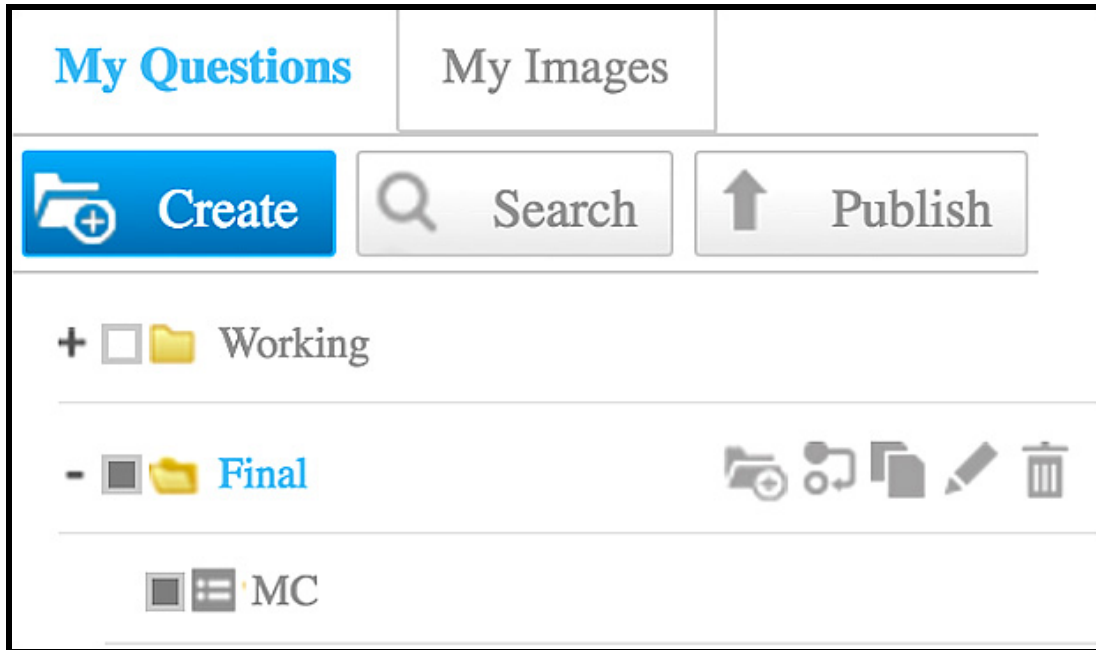 My Questions My Images
Create Search Publish
+ Working
- Final
MC